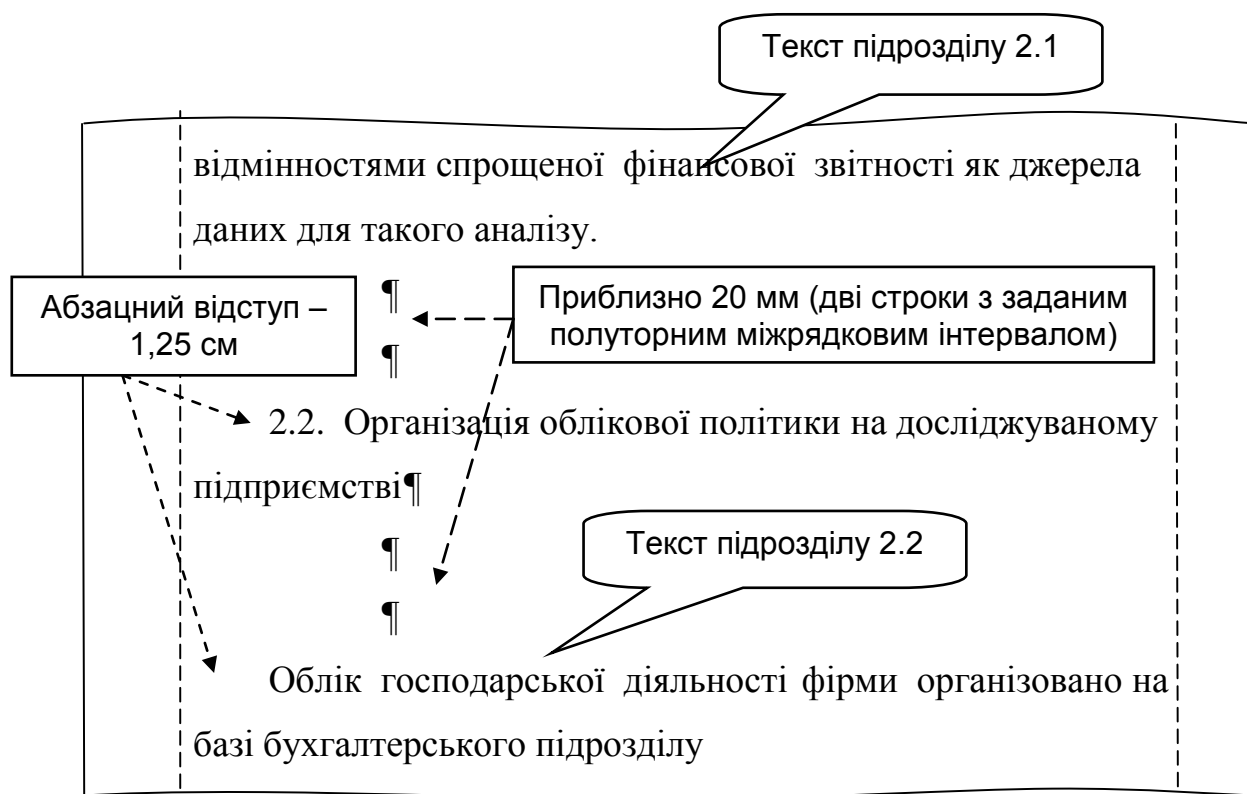 Текст підрозділу 2.1
відмінностями спрощеної фінансової звітності як джерела
даних для такого аналізу.
¶
Абзацний відступ –
1,25 см
Приблизно 20 мм (дві строки з заданим
полуторним міжрядковим інтервалом)
¶
2.2. Організація облікової політики на досліджуваному
підприємстві¶
¶
Текст підрозділу 2.2
¶
Облік господарської діяльності фірми організовано на
базі бухгалтерського підрозділу